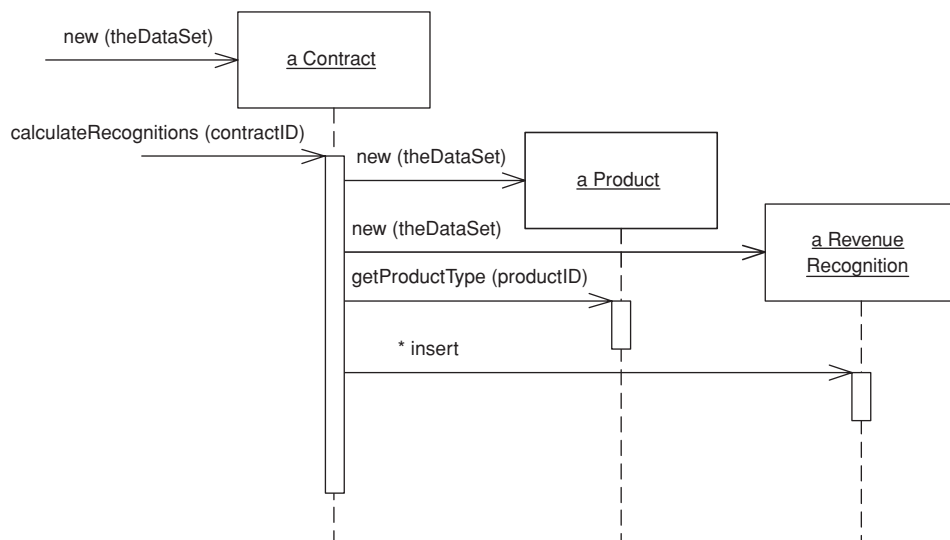 new (theDataSet)
a Contract
calculateRecognitions (contractID)
new (theDataSet)
a Product
new (theDataSet)
a Revenue
Recognition
getProductType (productID)
* insert